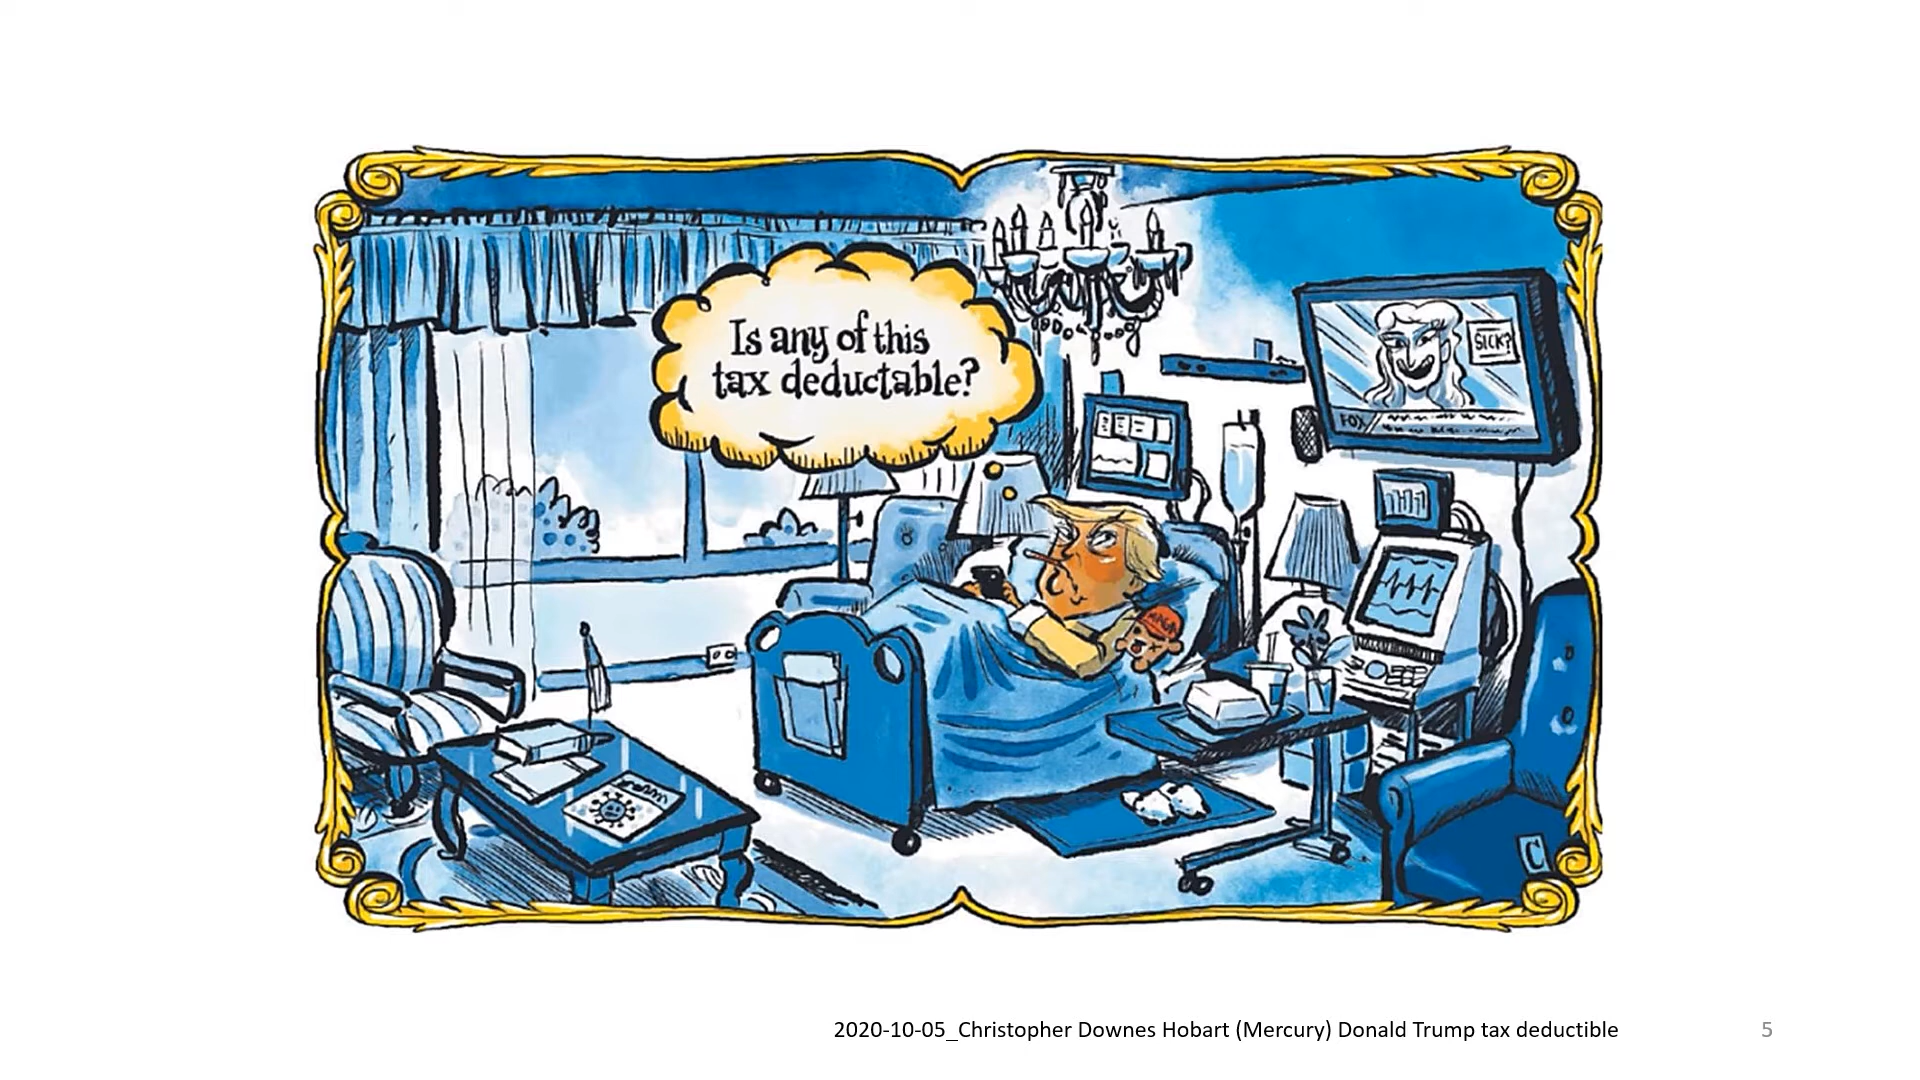 Is any of this
tax deductable?
SICK?
FOX
MAGA
C
2020-10-05_Christopher Downes Hobart (Mercury) Donald Trump tax deductible
5